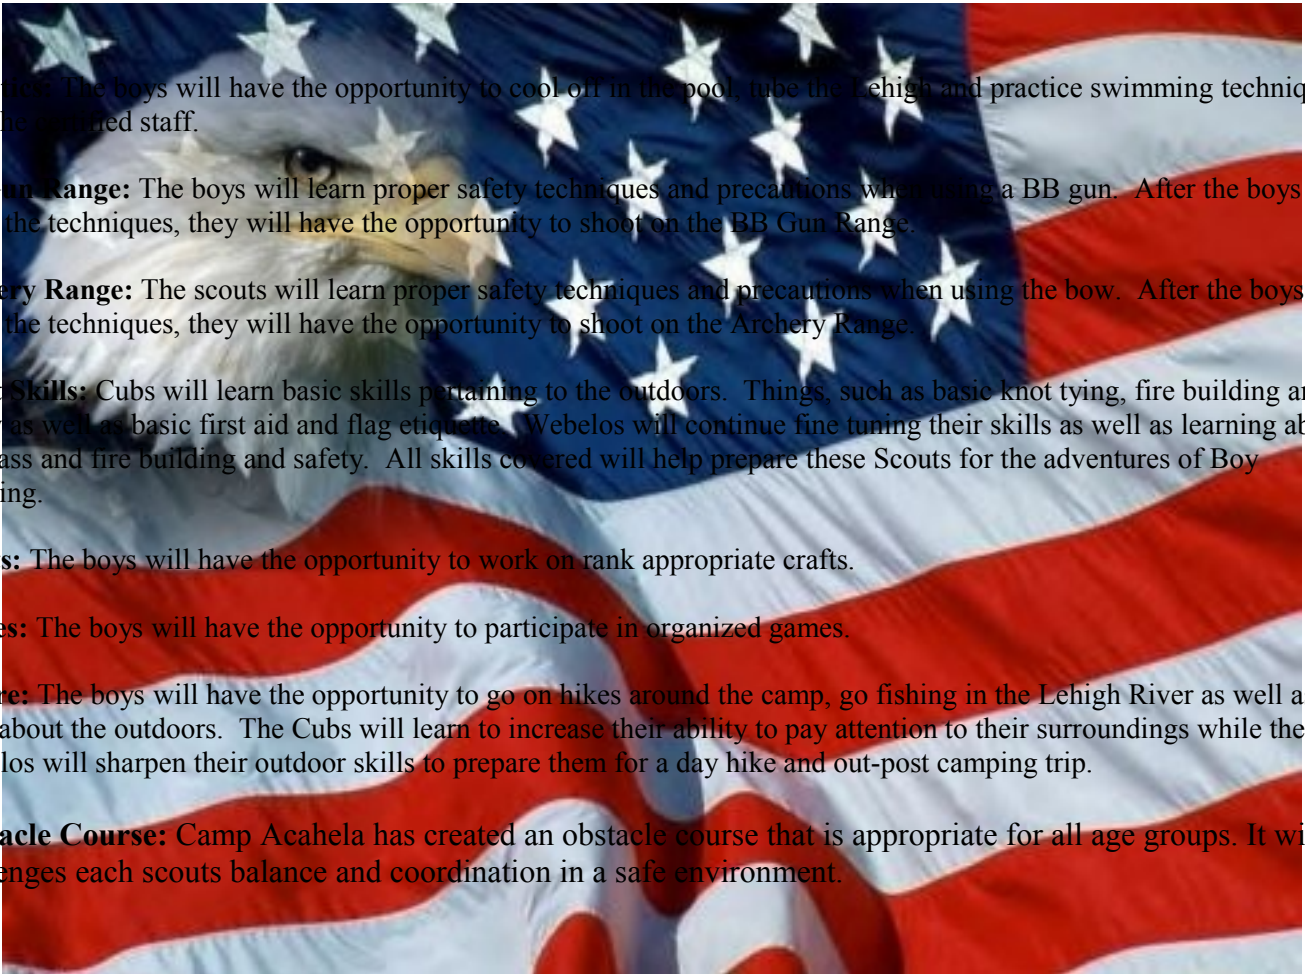 The boys will have the opportunity to cool off in the pool, tube the Lehigh and practice swimming techniq
ed staff.
un Range: The boys will learn proper safety techniques and precautions when using a BB gun. After the boys
the techniques, they will have the opportunity to shoot on the BB Gun Range.
ery Range: The scouts will learn proper safety techniques and precautions when using the bow. After the boys
the techniques, they will have the opportunity to shoot on the Archery Range.
Skills: Cubs will learn basic skills pertaining to the outdoors. Things, such as basic knot tying, fire building an
as well as basic first aid and flag etiquette. Webelos will continue fine tuning their skills as well as learning ab
ass and fire building and safety. All skills covered will help prepare these Scouts for the adventures of Boy
ing.
s: The boys will have the opportunity to work on rank appropriate crafts.
es: The boys will have the opportunity to participate in organized games.
re: The boys will have the opportunity to go on hikes around the camp, go fishing in the Lehigh River as well a
about the outdoors. The Cubs will learn to increase their ability to pay attention to their surroundings while the
los will sharpen their outdoor skills to prepare them for a day hike and out-post camping trip.
acle Course: Camp Acahela has created an obstacle course that is appropriate for all age groups. It wi
enges each scouts balance and coordination in a safe environment.